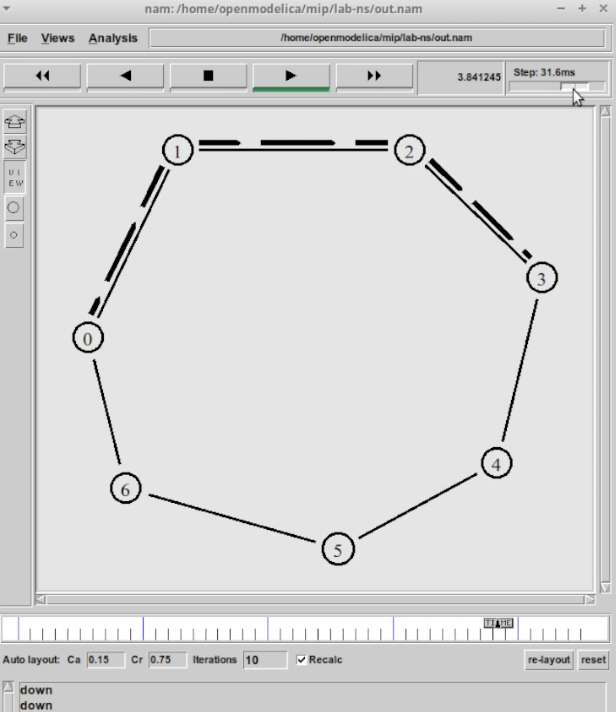 nam: /home/openmodelica/mip/lab-ns/out.nam
File Views Analysis /home/openmodelica/mip/lab-ns/out.nam
3.841245 Step: 31.6ms
VI
EW
1
2
3
0
4
6
5
TIME
Auto layout: Ca 0.15 Cr 0.75 Iterations 10 Recalc re-layout reset
down
down